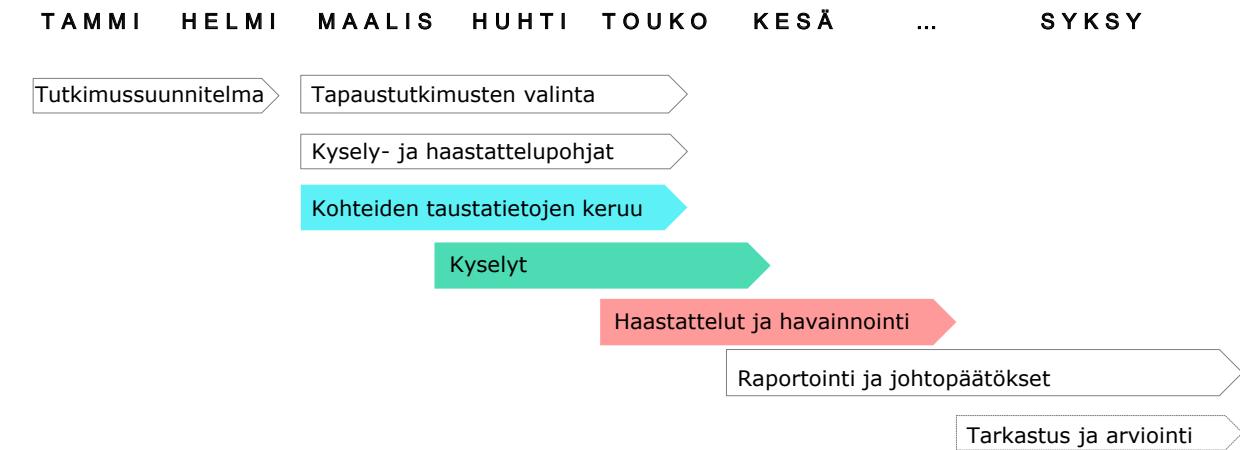 TAMMI HELMI MAALIS HUHTI TOUKO KESÄ … SYKSY
Tutkimussuunnitelma
Tapaustutkimusten valinta
Kysely- ja haastattelupohjat
Kohteiden taustatietojen keruu
Kyselyt
Haastattelut ja havainnointi
Raportointi ja johtopäätökset
Tarkastus ja arviointi